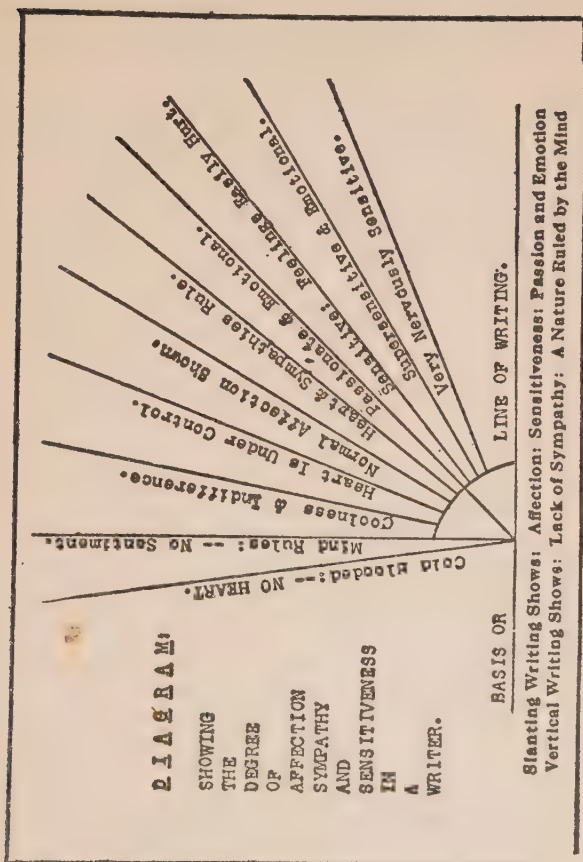 DIAGRAM:
SHOWING
THE
DEGREE
OF
AFFECTION
SYMPATHY
AND
SENSITIVENESS
IN
A
WRITER.
Cold Blooded:-- NO HEART.
Mind Rules: -- No Sentiment.
Coolness & Indifference.
Heart Is Under Control.
Normal Affection Shown.
Heart & Sympathies Rule.
Passionate & Emotional.
Sensitive: Feelings Easily Hurt.
Supersensitive & Emotional.
Very Nervously Sensitive.
BASIS OR LINE OF WRITING.
Slanting Writing Shows: Affection: Sensitiveness: Passion and Emotion
Vertical Writing Shows: Lack of Sympathy: A Nature Ruled by the Mind